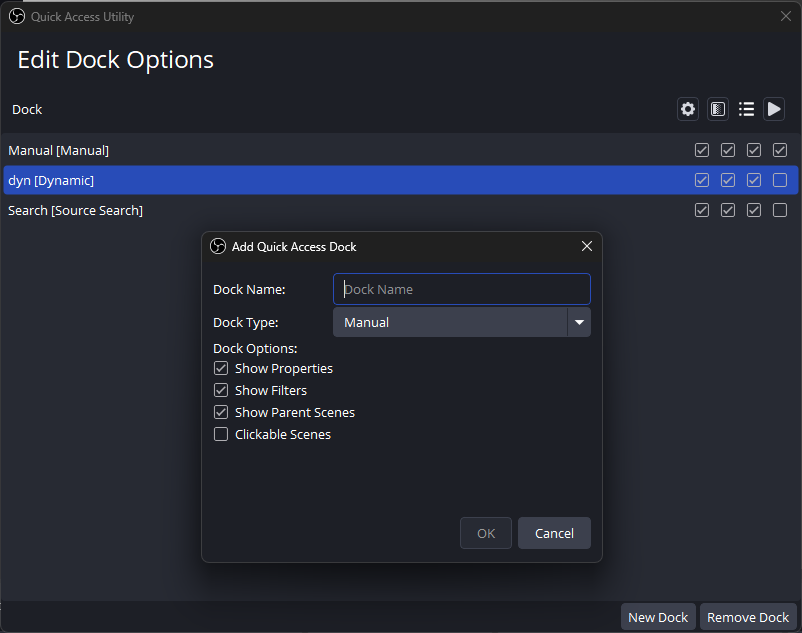 Quick Access Utility
Edit Dock Options
Dock
Manual [Manual]
dyn [Dynamic]
Search [Source Search]
Add Quick Access Dock
Dock Name: Dock Name
Dock Type: Manual
Dock Options:
Show Properties
Show Filters
Show Parent Scenes
Clickable Scenes
OK Cancel
New Dock Remove Dock